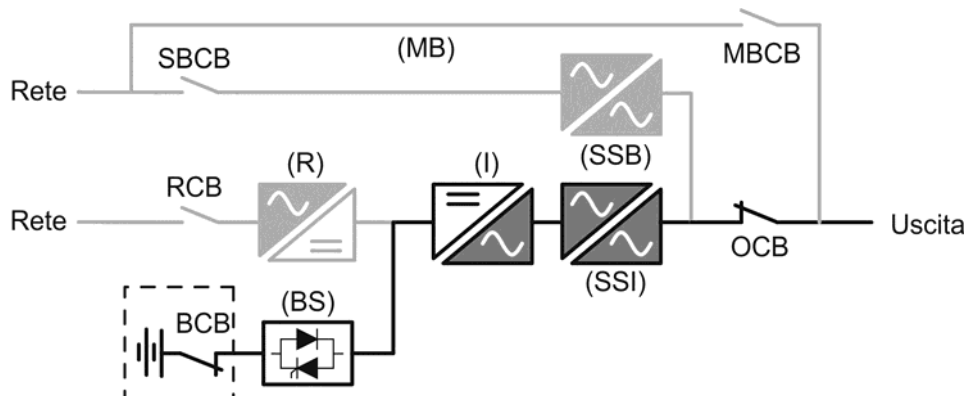 (MB)
MBCB
SBCB
Rete
(SSB)
(R)
(I)
RCB
Rete
Uscita
OCB
(SSI)
(BS)
BCB